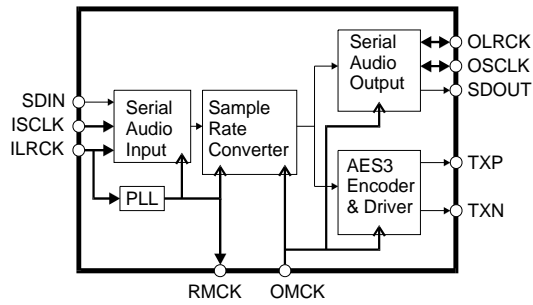 Serial
Audio
Output
OLRCK
OSCLK
SDOUT
SDIN
ISCLK
ILRCK
Serial
Audio
Input
Sample
Rate
Converter
PLL
AES3
Encoder
& Driver
TXP
TXN
RMCK
OMCK